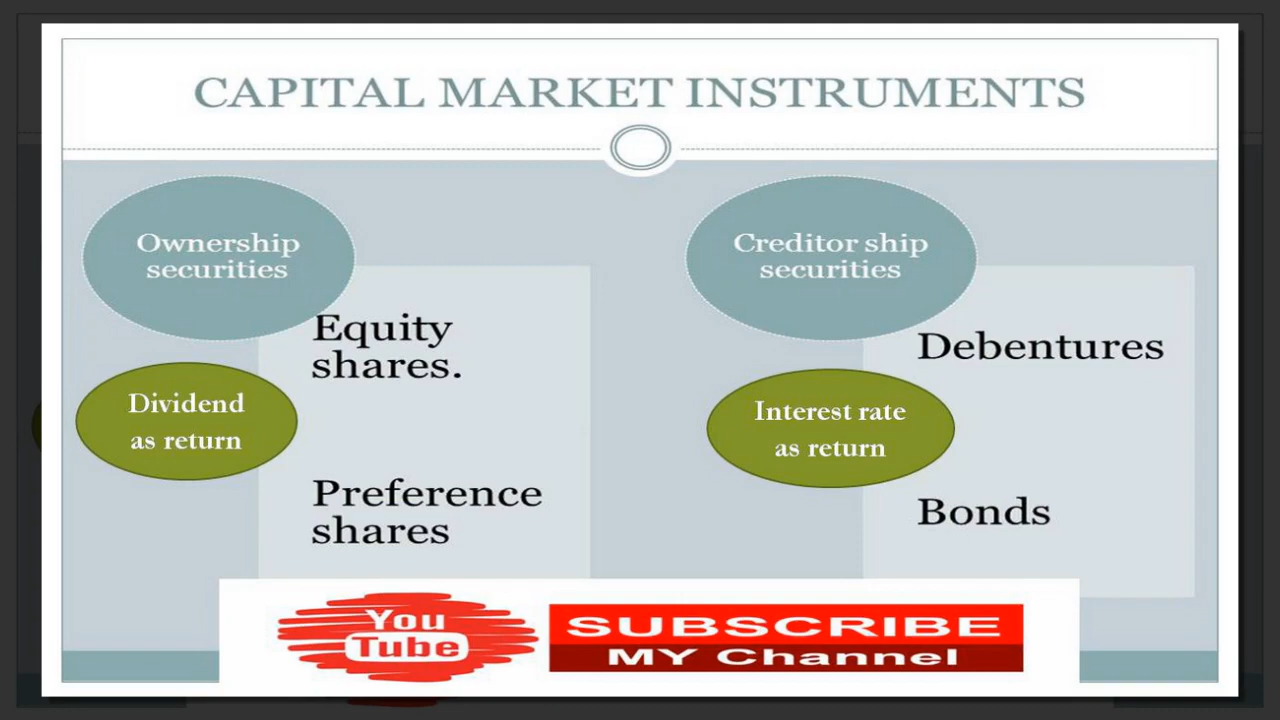 CAPITAL MARKET INSTRUMENTS
Ownership
securities
Equity
shares.
Dividend
as return
Preference
shares
Creditor ship
securities
Debentures
Interest rate
as return
Bonds
You
Tube
SUBSCRIBE
MY Channel